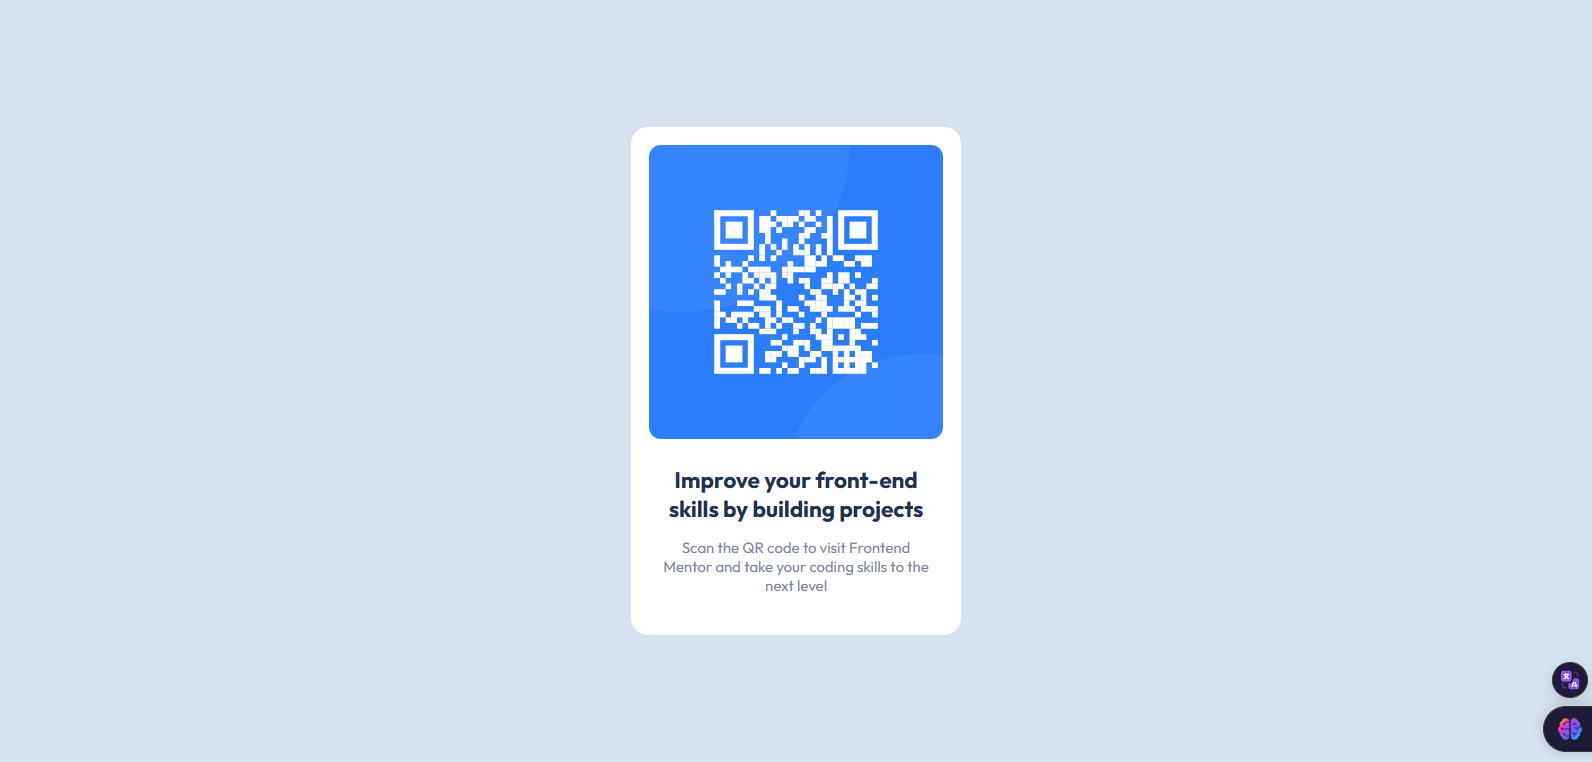 Improve your front-end
skills by building projects
Scan the QR code to visit Frontend
Mentor and take your coding skills to the
next level
文
A